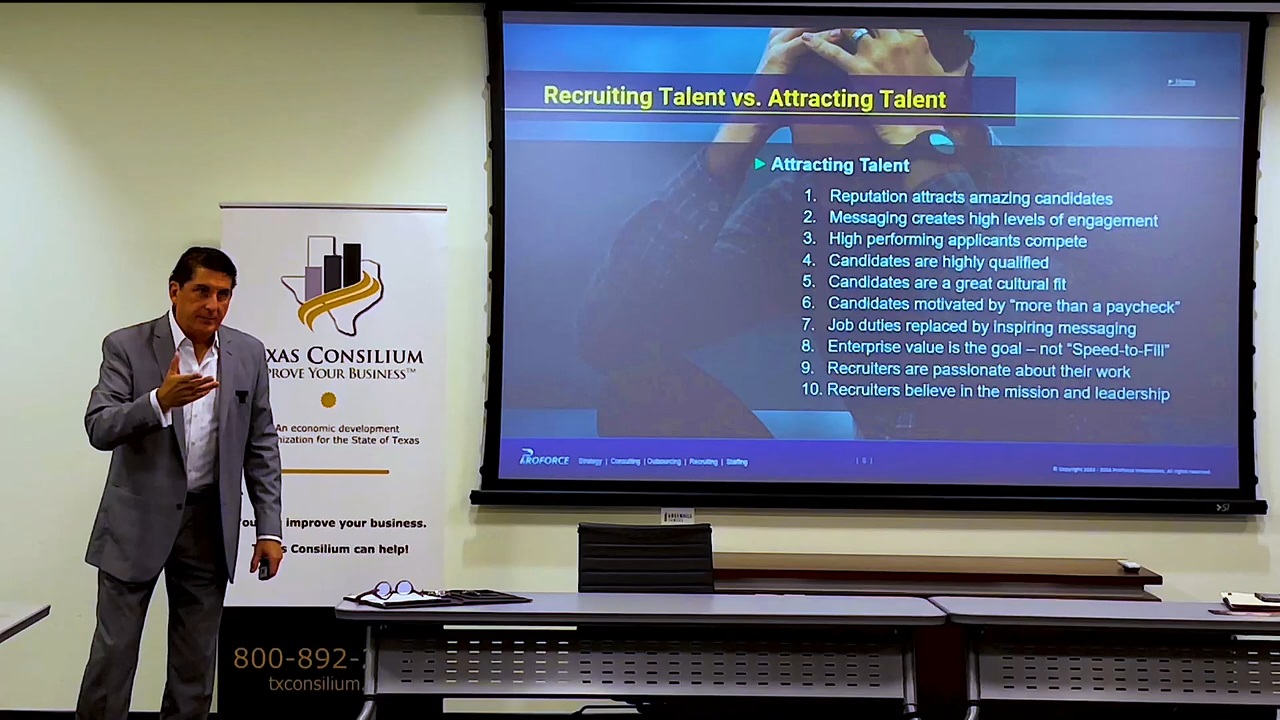 Recruiting Talent vs. Attracting Talent
► Home
► Attracting Talent
1. Reputation attracts amazing candidates
2. Messaging creates high levels of engagement
3. High performing applicants compete
4. Candidates are highly qualified
5. Candidates are a great cultural fit
6. Candidates motivated by “more than a paycheck”
7. Job duties replaced by inspiring messaging
8. Enterprise value is the goal – not “Speed-to-Fill”
9. Recruiters are passionate about their work
10. Recruiters believe in the mission and leadership
PROFORCE Strategy | Consulting | Outsourcing | Recruiting | Staffing
XAS CONSILIUM
PROVE YOUR BUSINESS™
An economic development
nization for the State of Texas
improve your business.
s Consilium can help!
800-892-
txconsilium.